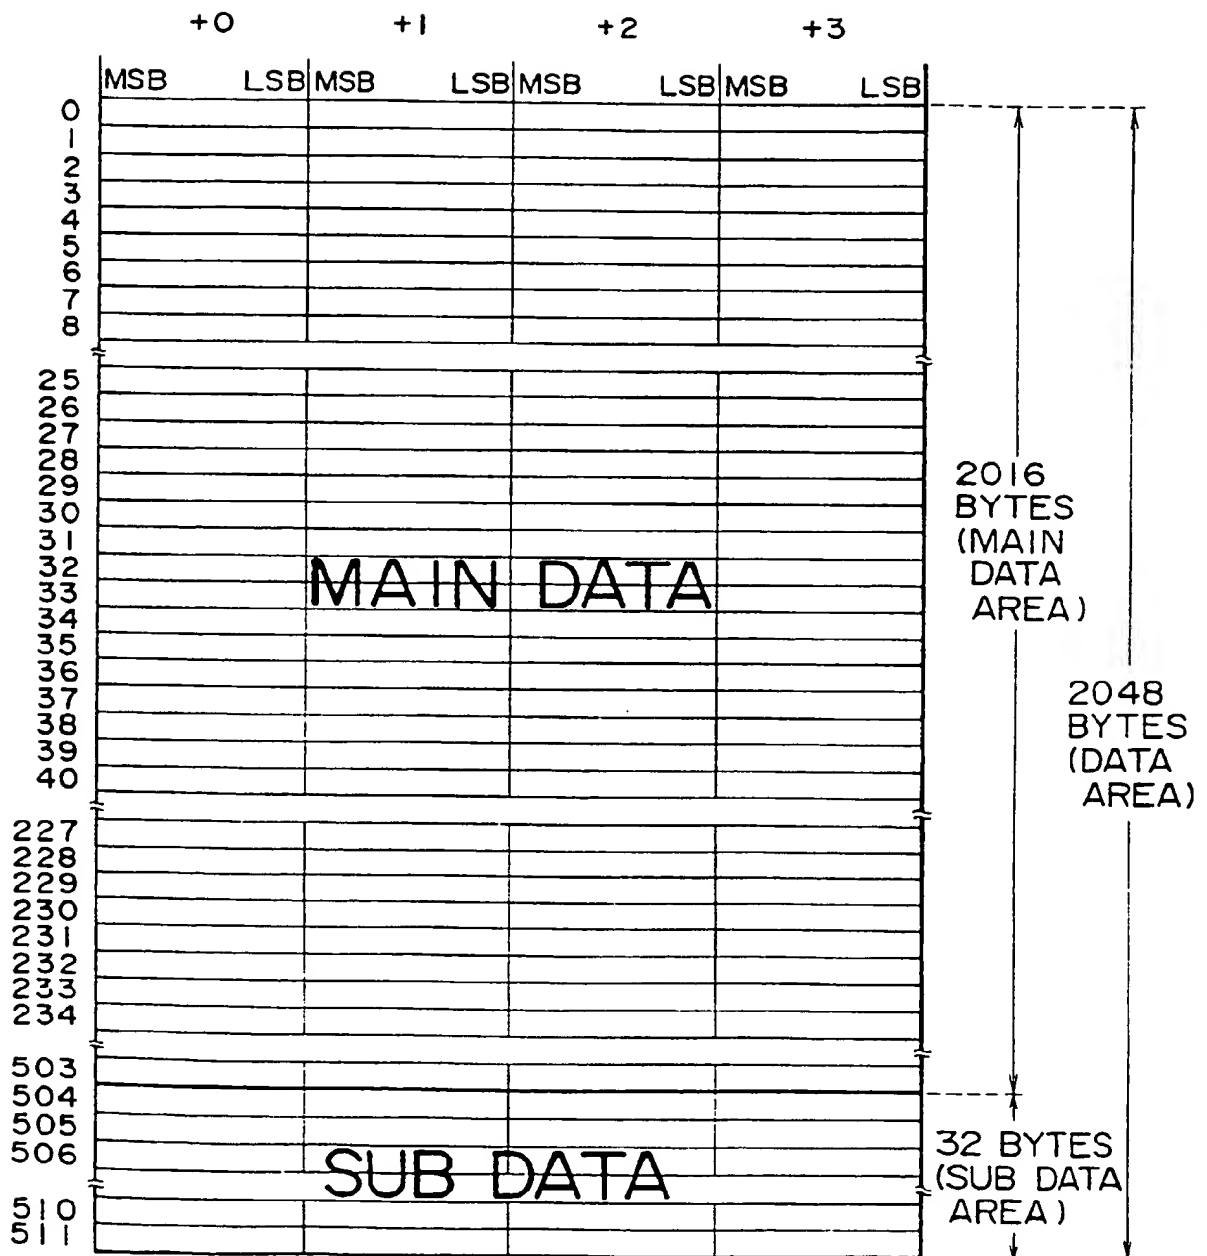 +0 +1 +2 +3
MSB LSB MSB LSB MSB LSB MSB LSB
0
1
2
3
4
5
6
7
8
25
26
27
28
29
30
31
32
33
34
35
36
37
38
39
40
MAIN DATA
227
228
229
230
231
232
233
234
503
504
505
506
510
511
SUB DATA
2016
BYTES
(MAIN
DATA
AREA)
2048
BYTES
(DATA
AREA)
32 BYTES
(SUB DATA
AREA)